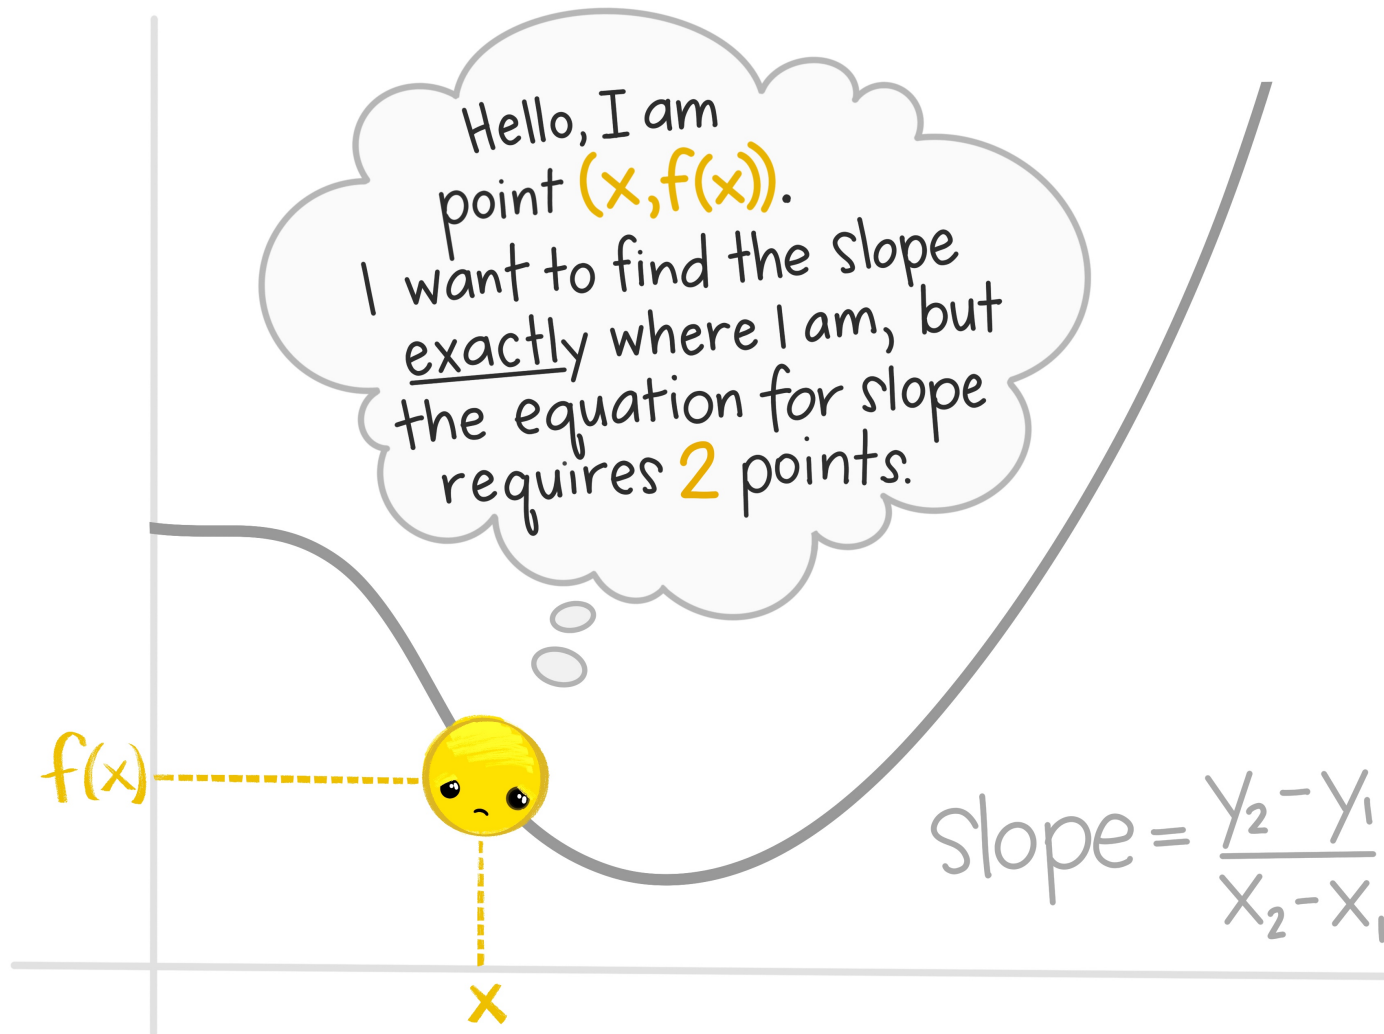 Hello, I am
point (x,f(x)).
I want to find the slope
exactly where I am, but
the equation for slope
requires 2 points.
f(x)
x
slope = y₂ - y₁
x₂ - x₁